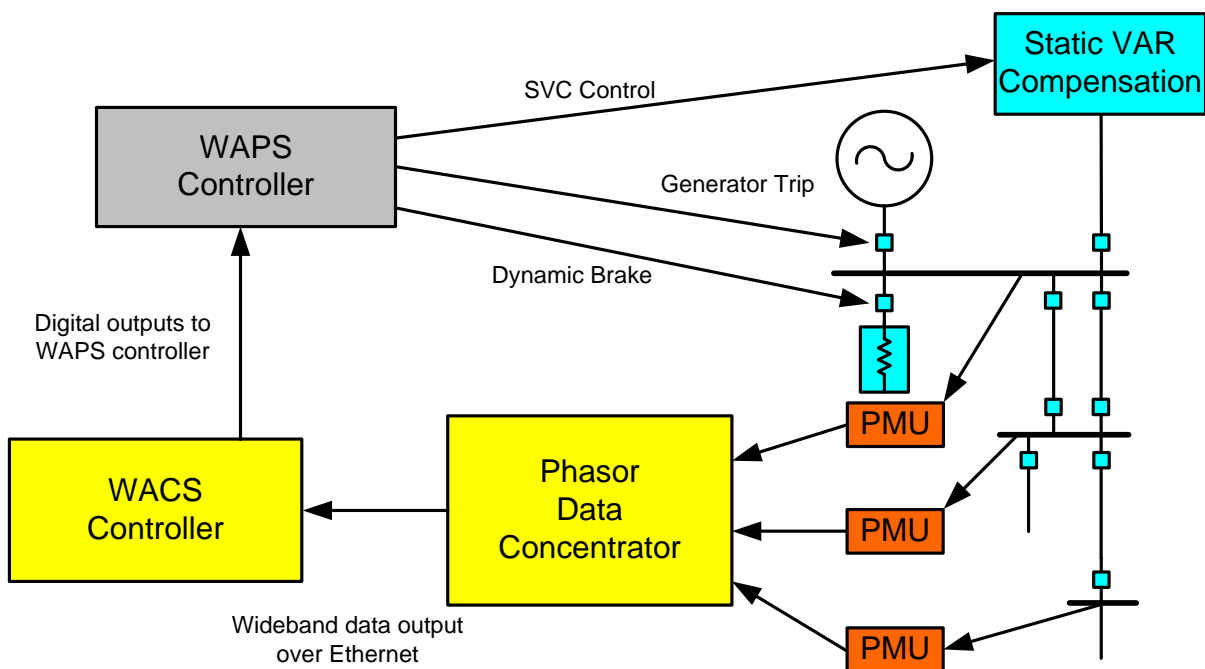 Static VAR
Compensation
SVC Control
WAPS
Controller
Generator Trip
Dynamic Brake
Digital outputs to
WAPS controller
PMU
Phasor
Data
Concentrator
WACS
Controller
PMU
Wideband data output
over Ethernet
PMU